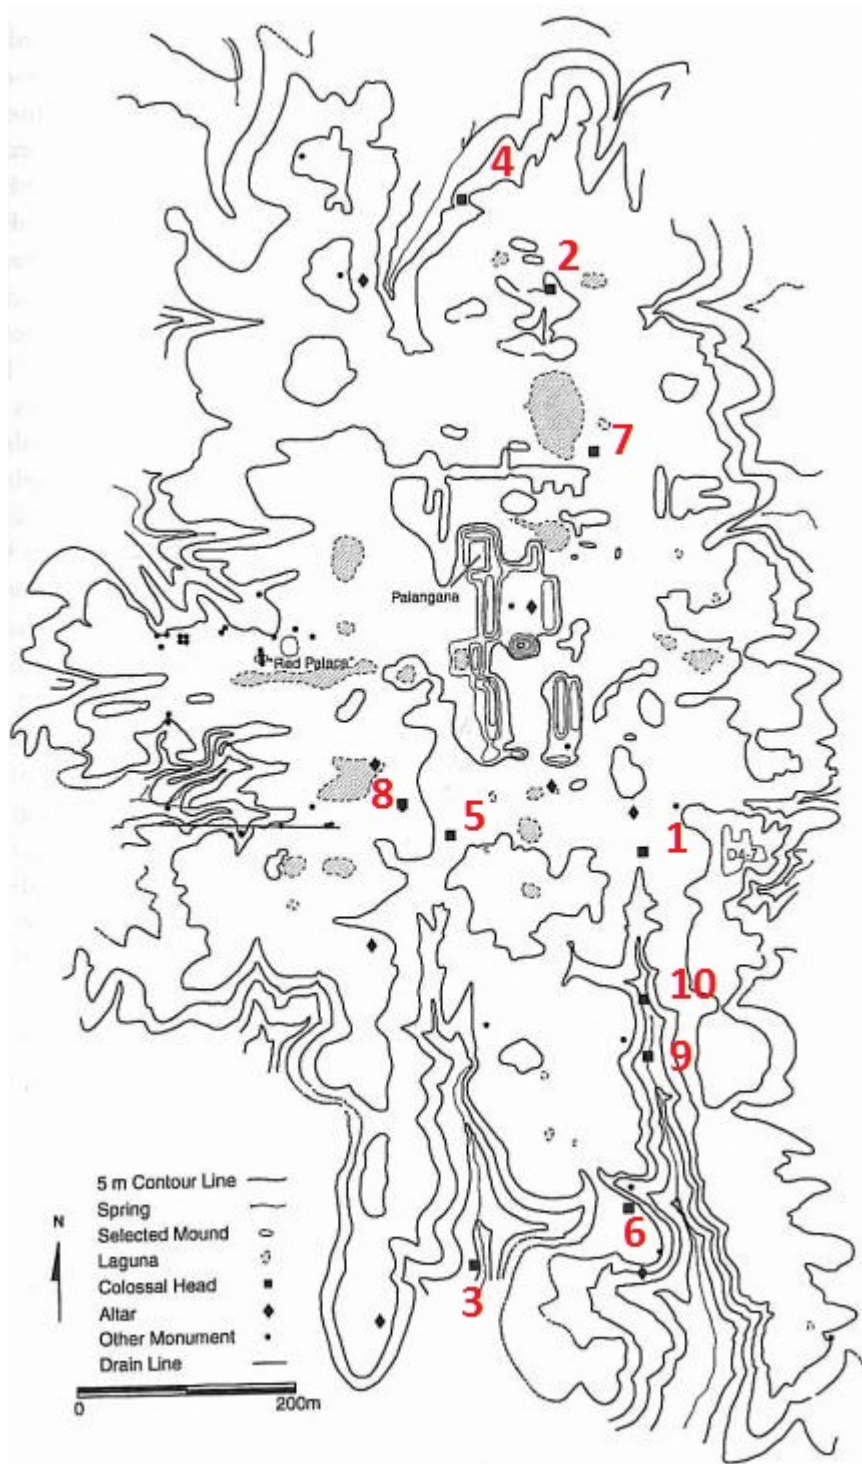 4
2
7
Palangana
"Red Palace"
8
5
1
D4-7
10
9
6
3
5 m Contour Line
Spring
Selected Mound
Laguna
Colossal Head
Altar
Other Monument
Drain Line
N
0 200m